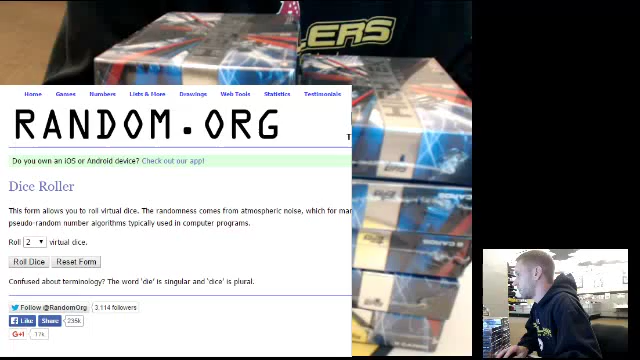 LERS
Home Games Numbers Lists & More Drawings Web Tools Statistics Testimonials
RANDOM.ORG
T
Do you own an iOS or Android device? Check out our app!
Dice Roller
This form allows you to roll virtual dice. The randomness comes from atmospheric noise, which for mar
pseudo-random number algorithms typically used in computer programs.
Roll 2 virtual dice.
Roll Dice Reset Form
Confused about terminology? The word 'die' is singular and 'dice' is plural.
Follow @RandomOrg 3,114 followers
Like Share 235k
G+1 17k